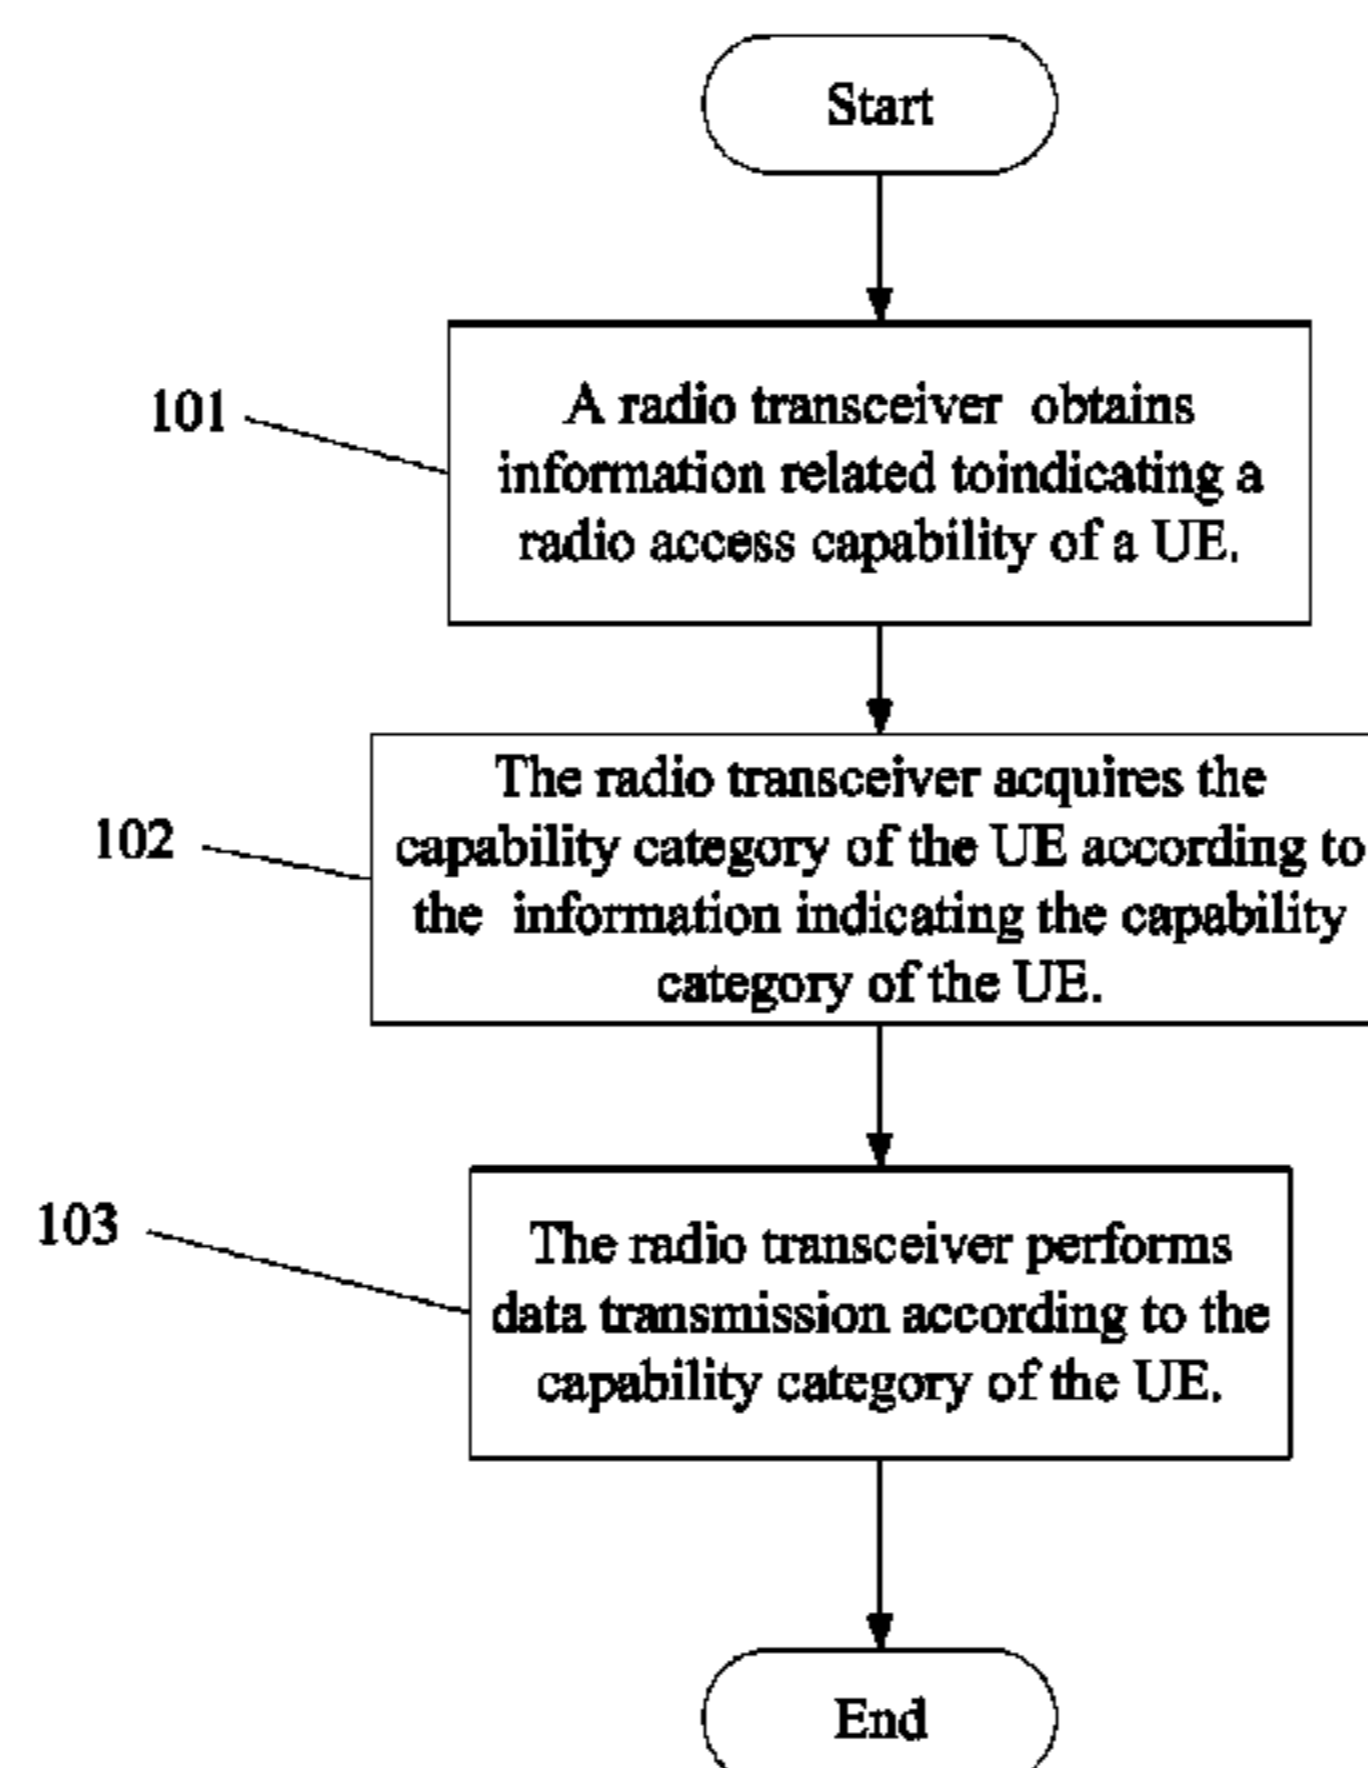 Start
101
A radio transceiver obtains
information related toindicating a
radio access capability of a UE.
102
The radio transceiver acquires the
capability category of the UE according to
the information indicating the capability
category of the UE.
103
The radio transceiver performs
data transmission according to the
capability category of the UE.
End